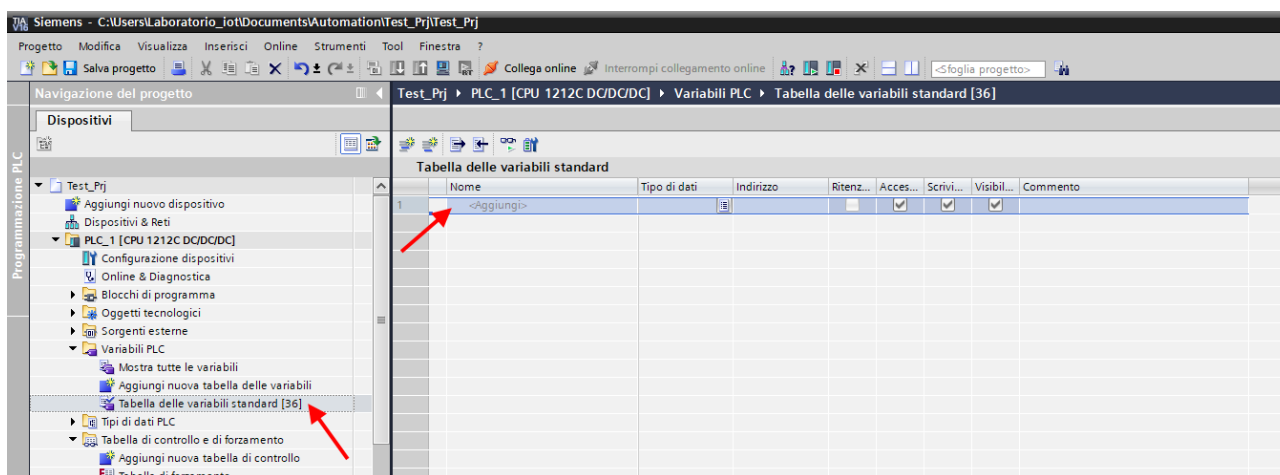 Siemens - C:\Users\Laboratorio_iot\Documents\Automation\Test_Prj\Test_Prj
Progetto Modifica Visualizza Inserisci Online Strumenti Tool Finestra ?
Salva progetto Collega online Interrompi collegamento online <Sfoglia progetto>
Navigazione del progetto
Test_Prj PLC_1 [CPU 1212C DC/DC/DC] Variabili PLC Tabella delle variabili standard [36]
Dispositivi
Tabella delle variabili standard
Nome Tipo di dati Indirizzo Ritenz... Acces... Scrivi... Visibil... Commento
1 <Aggiungi>
Programmazione PLC
Test_Prj
Aggiungi nuovo dispositivo
Dispositivi & Reti
PLC_1 [CPU 1212C DC/DC/DC]
Configurazione dispositivi
Online & Diagnostica
Blocchi di programma
Oggetti tecnologici
Sorgenti esterne
Variabili PLC
Mostra tutte le variabili
Aggiungi nuova tabella delle variabili
Tabella delle variabili standard [36]
Tipi di dati PLC
Tabella di controllo e di forzamento
Aggiungi nuova tabella di controllo
Tabella di forzamento